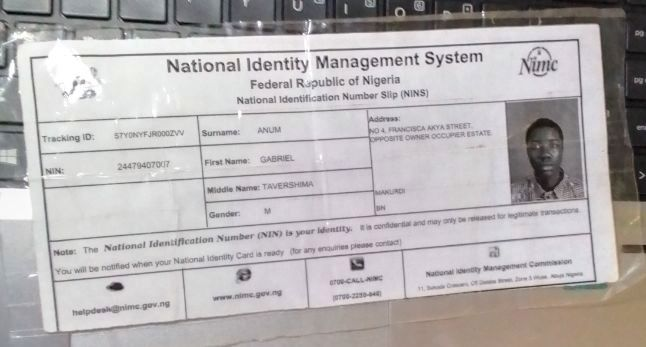 National Identity Management System
Federal Republic of Nigeria
National Identification Number Slip (NINS)
Nimc
Tracking ID: S7Y0NYFJR000ZVV
Surname: ANUM
Address:
NO 4, FRANCISCA AKYA STREET,
OPPOSITE OWNER OCCUPIER ESTATE
NIN: 24479407007
First Name: GABRIEL
Middle Name: TAVERSHIMA
MAKURDI
Gender: M
BN
Note: The National Identification Number (NIN) is your identity. It is confidential and may only be released for legitimate transactions.
You will be notified when your National Identity Card is ready (for any enquiries please contact)
helpdesk@nimc.gov.ng
www.nimc.gov.ng
0700-CALL-NIMC
(0700-2255-646)
National Identity Management Commission
11, Sokode Crescent, Off Dalaba Street, Zone 5 Wuse, Abuja Nigeria